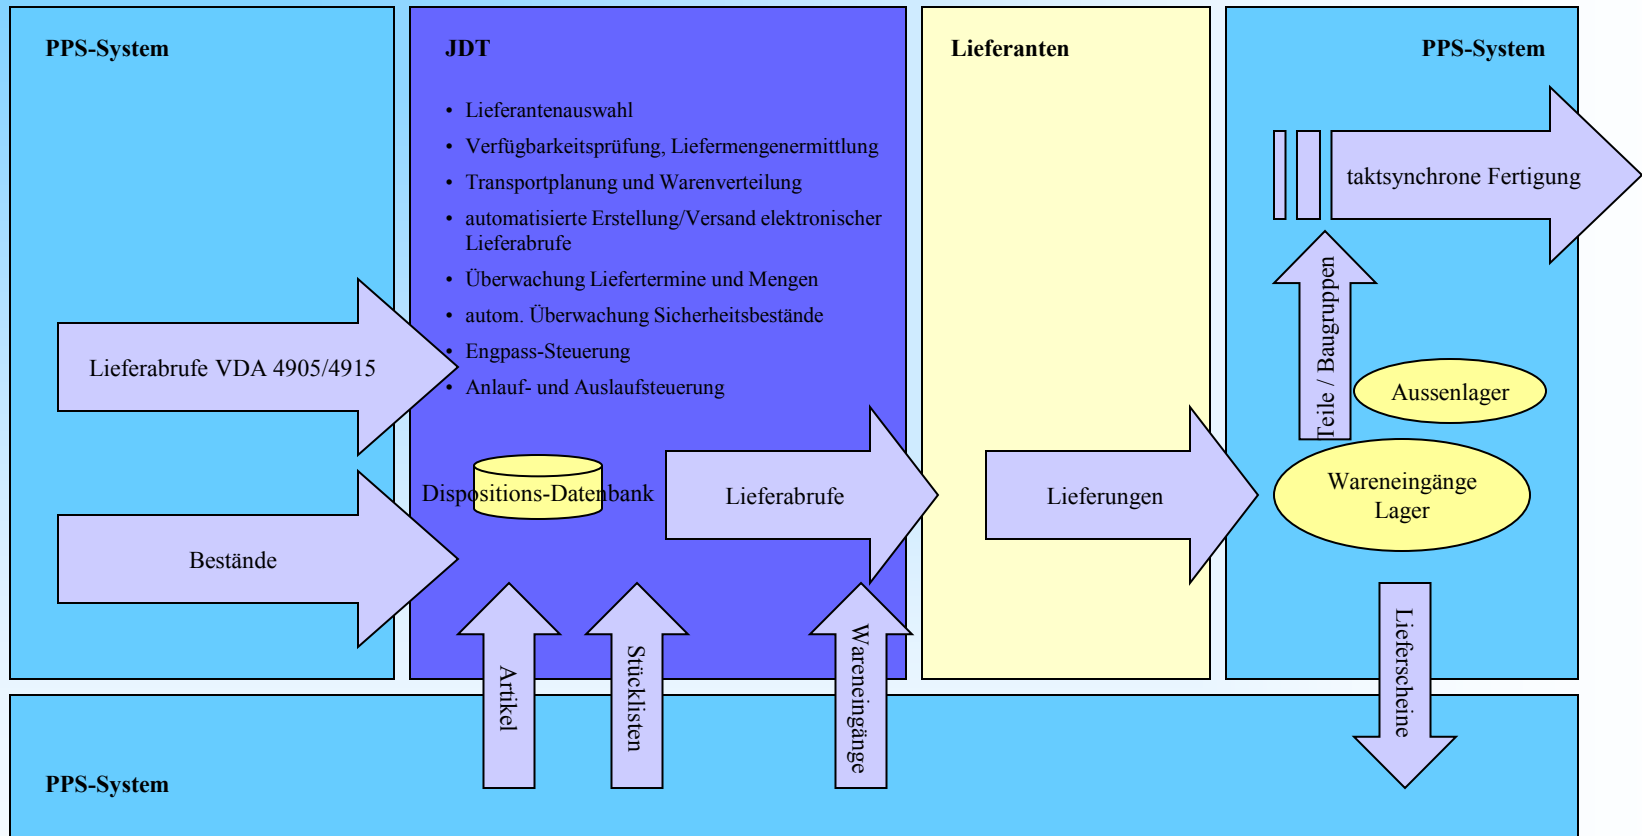 PPS-System
JDT
Lieferanten
PPS-System
• Lieferantenauswahl
• Verfügbarkeitsprüfung, Liefermengenermittlung
• Transportplanung und Warenverteilung
• automatisierte Erstellung/Versand elektronischer
Lieferabrufe
• Überwachung Liefertermine und Mengen
• autom. Überwachung Sicherheitsbestände
• Engpass-Steuerung
• Anlauf- und Auslaufsteuerung
Lieferabrufe VDA 4905/4915
Bestände
Dispositions-Datenbank
Lieferabrufe
Lieferungen
taktsynchrone Fertigung
Teile / Baugruppen
Aussenlager
Wareneingänge
Lager
Artikel
Stücklisten
Wareneingänge
Lieferscheine
PPS-System